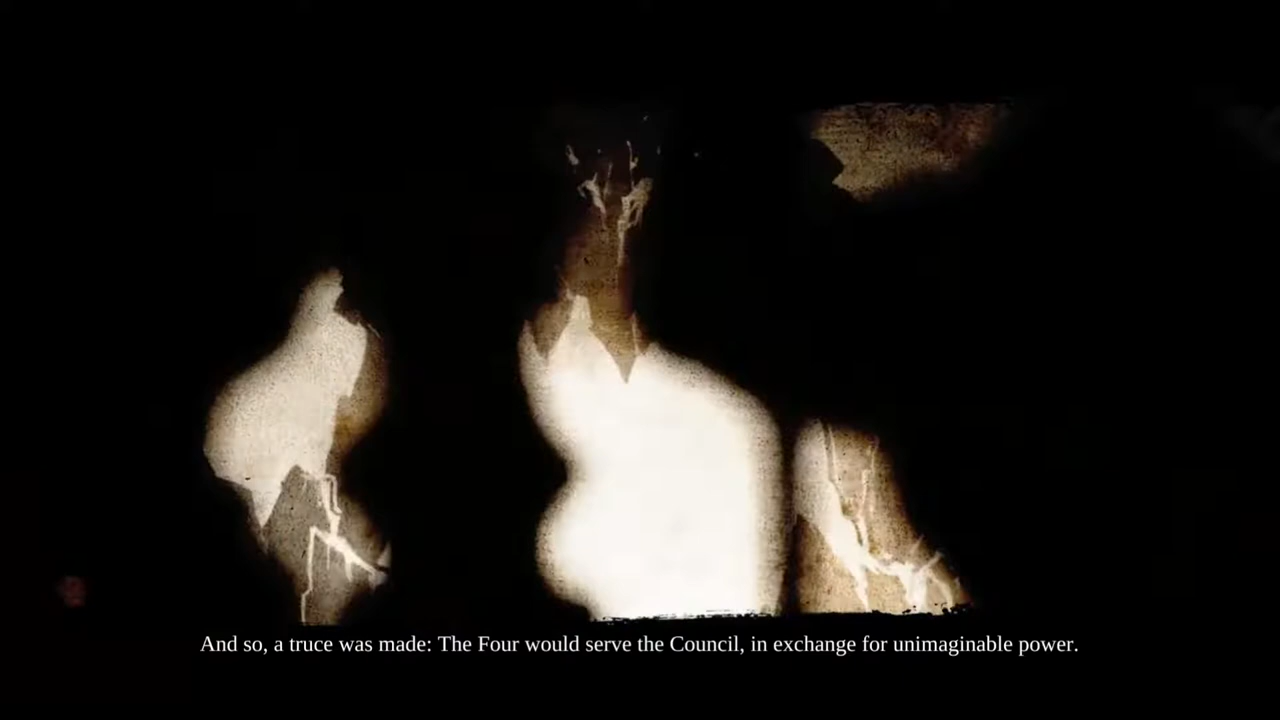 And so, a truce was made: The Four would serve the Council, in exchange for unimaginable power.